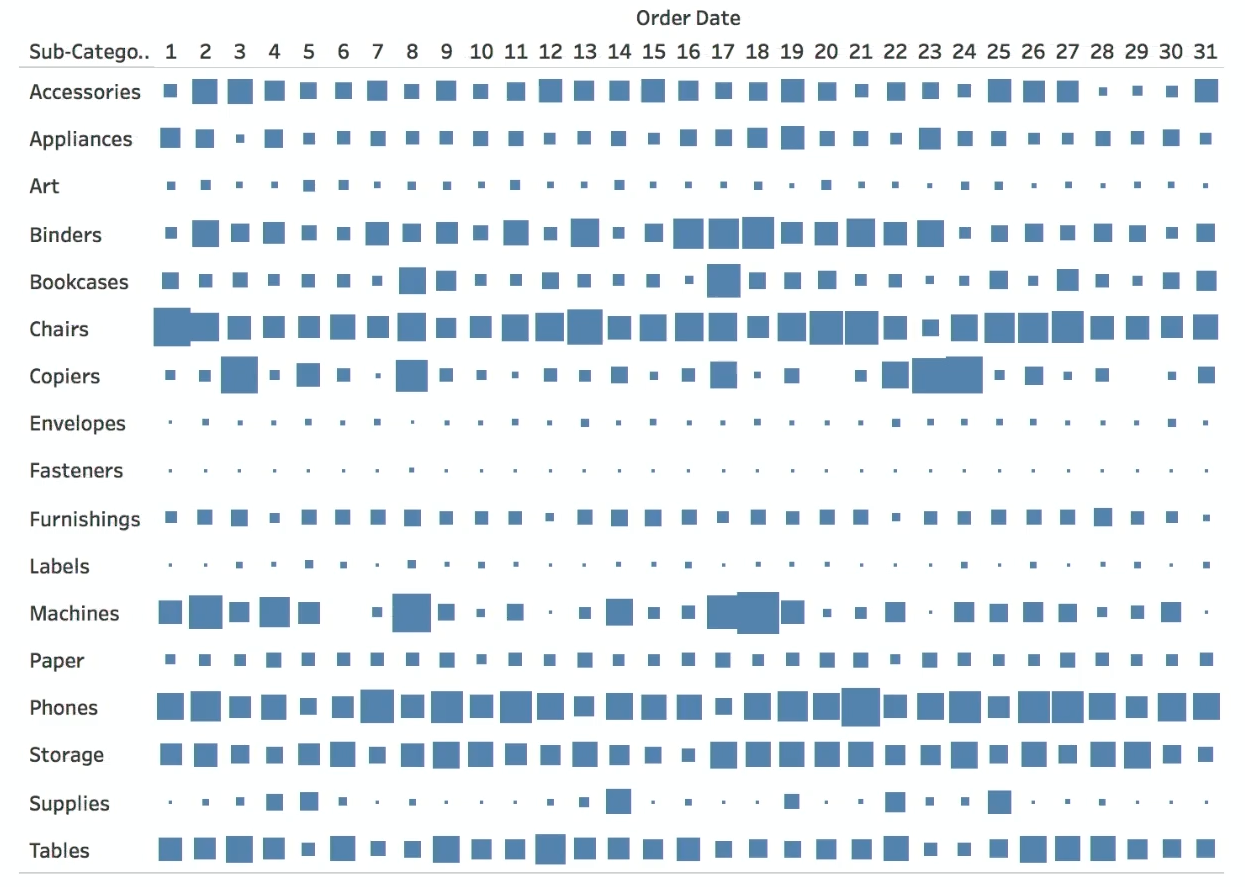 Order Date
Sub-Catego.. 1 2 3 4 5 6 7 8 9 10 11 12 13 14 15 16 17 18 19 20 21 22 23 24 25 26 27 28 29 30 31
Accessories
Appliances
Art
Binders
Bookcases
Chairs
Copiers
Envelopes
Fasteners
Furnishings
Labels
Machines
Paper
Phones
Storage
Supplies
Tables